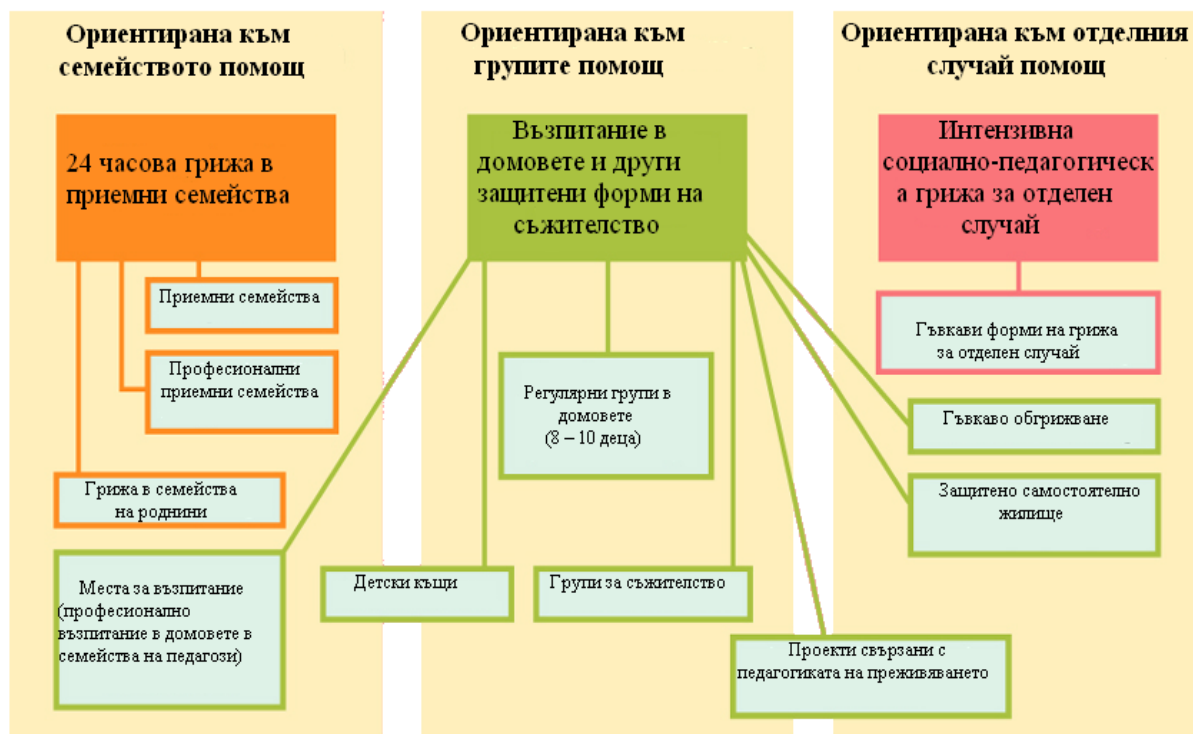 Ориентирана към
семейството помощ
24 часова грижа в
приемни семейства
Приемни семейства
Професионални
приемни семейства
Грижа в семейства
на роднини
Места за възпитание
(професионално
възпитание в домовете в
семейства на педагози)
Ориентирана към
групите помощ
Възпитание в
домовете и други
защитени форми на
съжителство
Регулярни групи в
домовете
(8 – 10 деца)
Детски къщи
Групи за съжителство
Проекти свързани с
педагогиката на преживяването
Ориентирана към отделния
случай помощ
Интензивна
социално-педагогическ
а грижа за отделен
случай
Гъвкави форми на грижа
за отделен случай
Гъвкаво обгрижване
Защитено самостоятелно
жилище